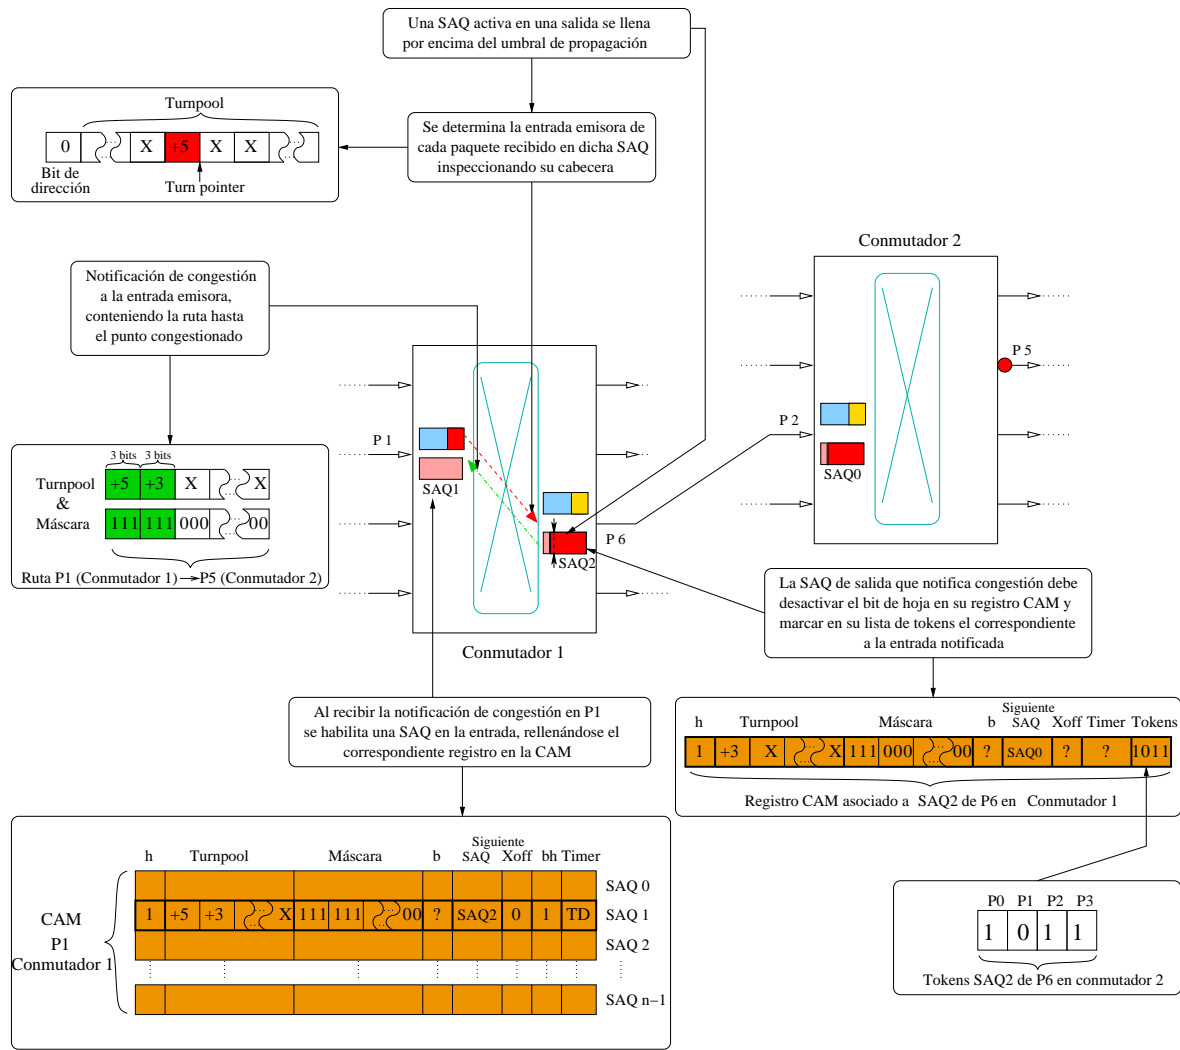 Una SAQ activa en una salida se llena
por encima del umbral de propagación
Turnpool
0 X +5 X X
Bit de
dirección
Turn pointer
Se determina la entrada emisora de
cada paquete recibido en dicha SAQ
inspeccionando su cabecera
Notificación de congestión
a la entrada emisora,
conteniendo la ruta hasta
el punto congestionado
Conmutador 2
P 5
P 2
SAQ0
P 1
SAQ1
P 6
SAQ2
Conmutador 1
3 bits 3 bits
Turnpool
&
Máscara
+5 +3 X X
111 111 000 00
Ruta P1 (Conmutador 1) P5 (Conmutador 2)
La SAQ de salida que notifica congestión debe
desactivar el bit de hoja en su registro CAM y
marcar en su lista de tokens el correspondiente
a la entrada notificada
Al recibir la notificación de congestión en P1
se habilita una SAQ en la entrada, rellenándose el
correspondiente registro en la CAM
h Turnpool Máscara b Siguiente SAQ Xoff Timer Tokens
1 +3 X X 111 000 00 ? SAQ0 ? ? 1011
Registro CAM asociado a SAQ2 de P6 en Conmutador 1
h Turnpool Máscara b Siguiente SAQ Xoff bh Timer
SAQ 0
1 +5 +3 X 111 111 00 ? SAQ2 0 1 TD SAQ 1
SAQ 2
SAQ n−1
CAM
P1
Conmutador 1
P0 P1 P2 P3
1 0 1 1
Tokens SAQ2 de P6 en conmutador 2